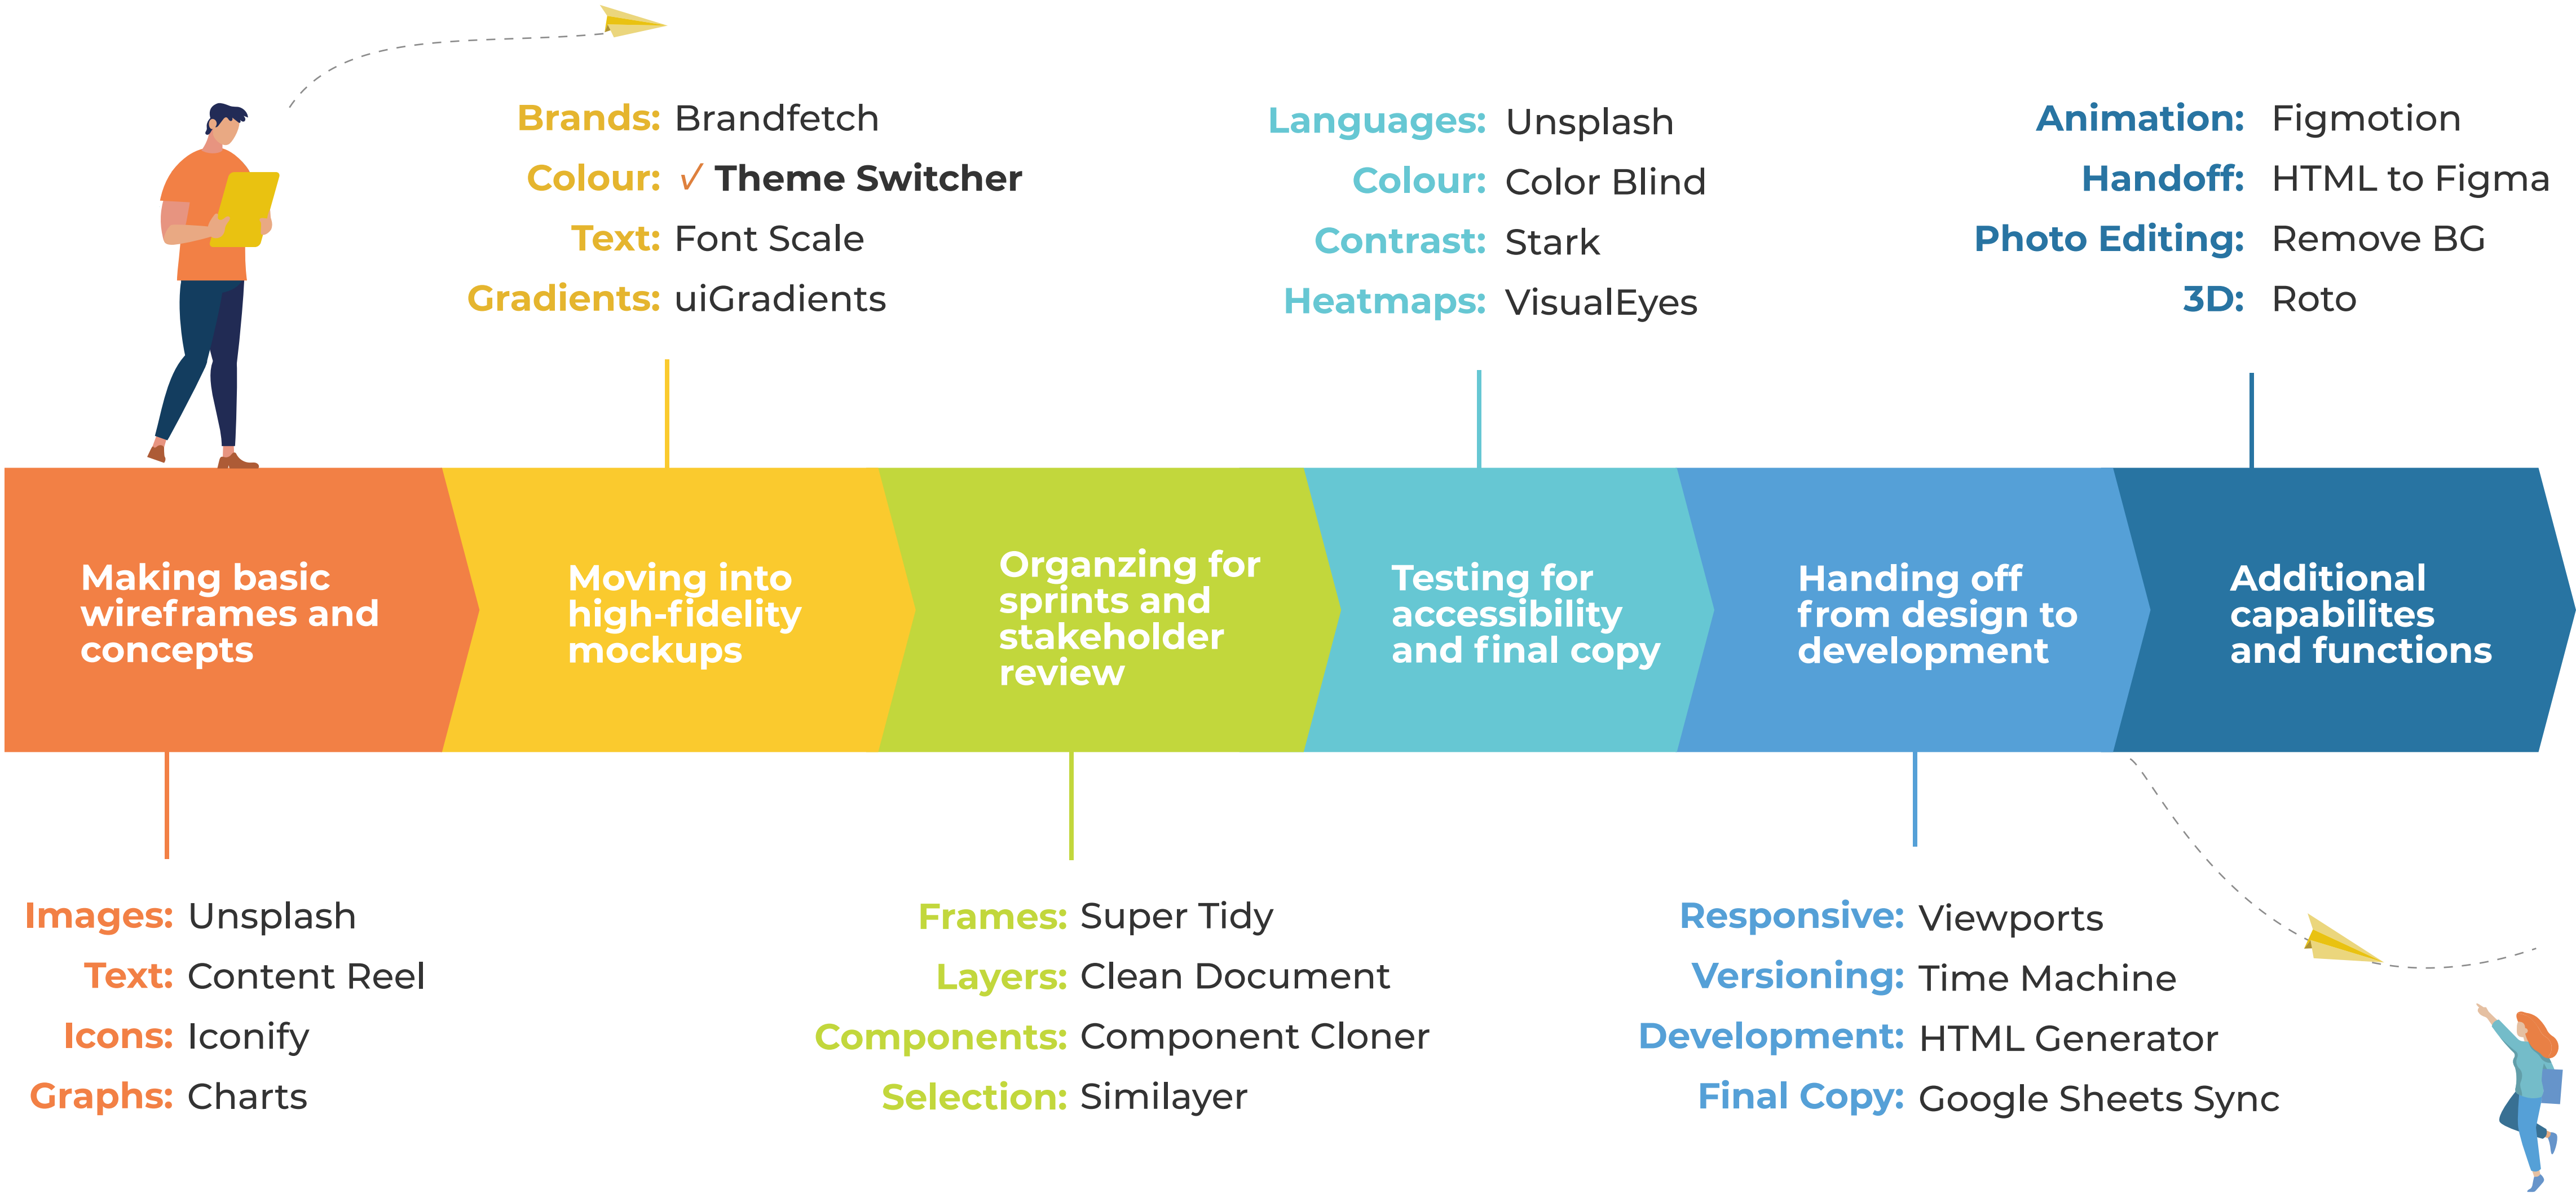 Brands: Brandfetch
Colour: ✓ Theme Switcher
Text: Font Scale
Gradients: uiGradients
Languages: Unsplash
Colour: Color Blind
Contrast: Stark
Heatmaps: VisualEyes
Animation: Figmotion
Handoff: HTML to Figma
Photo Editing: Remove BG
3D: Roto
Making basic
wireframes and
concepts
Moving into
high-fidelity
mockups
Organzing for
sprints and
stakeholder
review
Testing for
accessibility
and final copy
Handing off
from design to
development
Additional
capabilites
and functions
Images: Unsplash
Text: Content Reel
Icons: Iconify
Graphs: Charts
Frames: Super Tidy
Layers: Clean Document
Components: Component Cloner
Selection: Similayer
Responsive: Viewports
Versioning: Time Machine
Development: HTML Generator
Final Copy: Google Sheets Sync